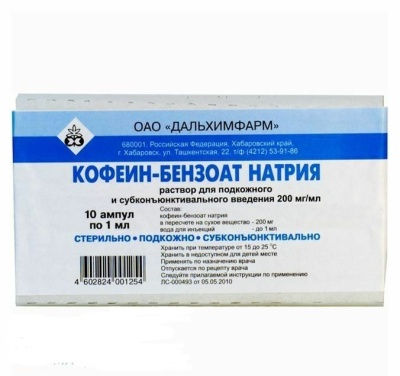 ОАО «ДАЛЬХИМФАРМ»
680001, Российская Федерация, Хабаровский край,
г. Хабаровск, ул. Ташкентская, 22, т/ф (4212) 53-91-86
КОФЕИН-БЕНЗОАТ НАТРИЯ
раствор для подкожного
и субконъюнктивального введения 200 мг/мл
10 ампул
по 1 мл
Состав:
кофеин-бензоат натрия
в пересчете на сухое вещество - 200 мг
вода для инъекций - до 1 мл
СТЕРИЛЬНО • ПОДКОЖНО • СУБКОНЪЮНКТИВАЛЬНО
Хранить при температуре от 15 до 25 °С
Хранить в недоступном для детей месте
Применять по назначению врача
Отпускается по рецепту врача
Следуйте прилагаемой инструкции по применению
ЛС-000493 от 05.05.2010
4 602824 001254